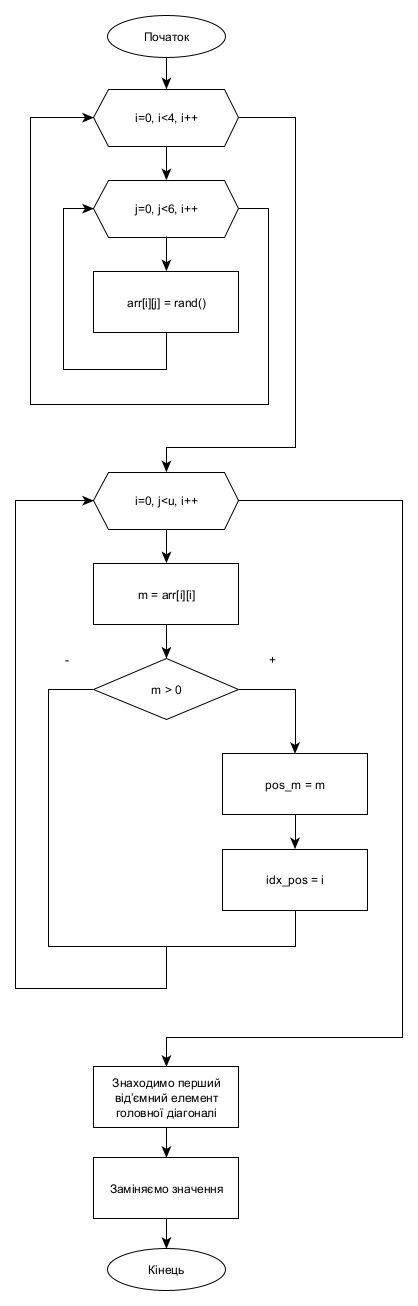 Початок
i=0, i<4, i++
j=0, j<6, i++
arr[i][j] = rand()
i=0, j<u, i++
m = arr[i][i]
-
+
m > 0
pos_m = m
idx_pos = i
Знаходимо перший
від'ємний елемент
головної діагоналі
Заміняємо значення
Кінець